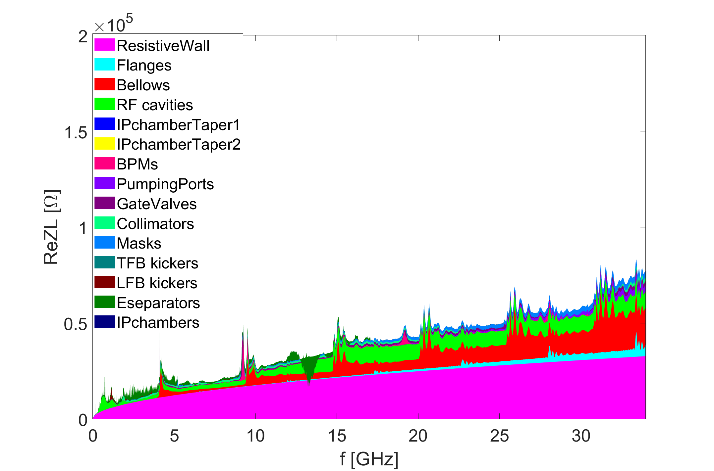 ×10^5
2
ResistiveWall
Flanges
Bellows
RF cavities
IPchamberTaper1
1.5
IPchamberTaper2
BPMs
PumpingPorts
GateValves
1
Collimators
Masks
TFB kickers
LFB kickers
Eseparators
0.5
IPchambers
0
ReZL [Ω]
0 5 10 15 20 25 30
f [GHz]